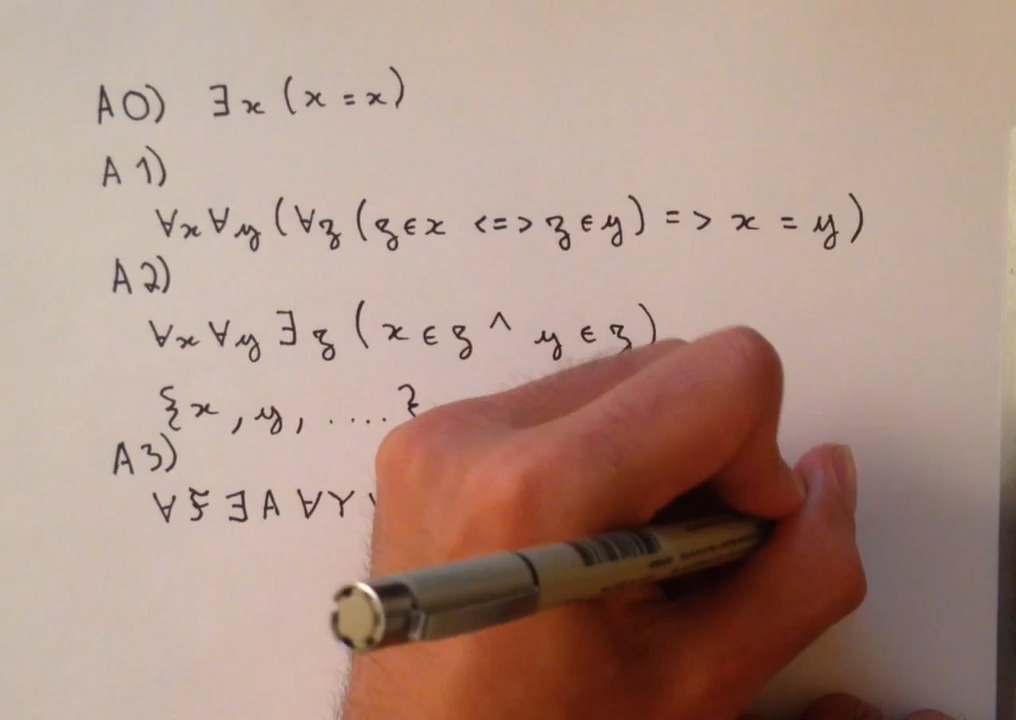 A0) ∃x (x = x)
A1)
∀x∀y (∀z (z∈x <=> z∈y) => x = y)
A2)
∀x∀y∃z (x∈z ^ y∈z)
{x, y, ....}
A3)
∀ℱ∃A ∀Y